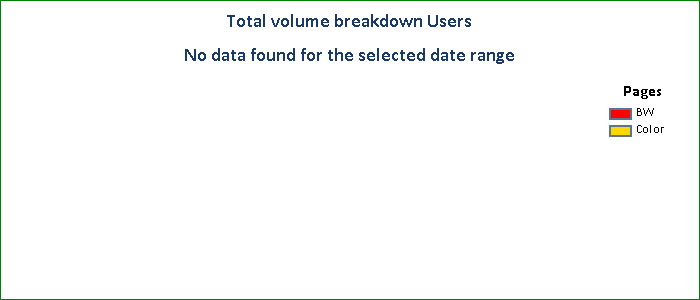 Total volume breakdown Users
No data found for the selected date range
Pages
BW
Color